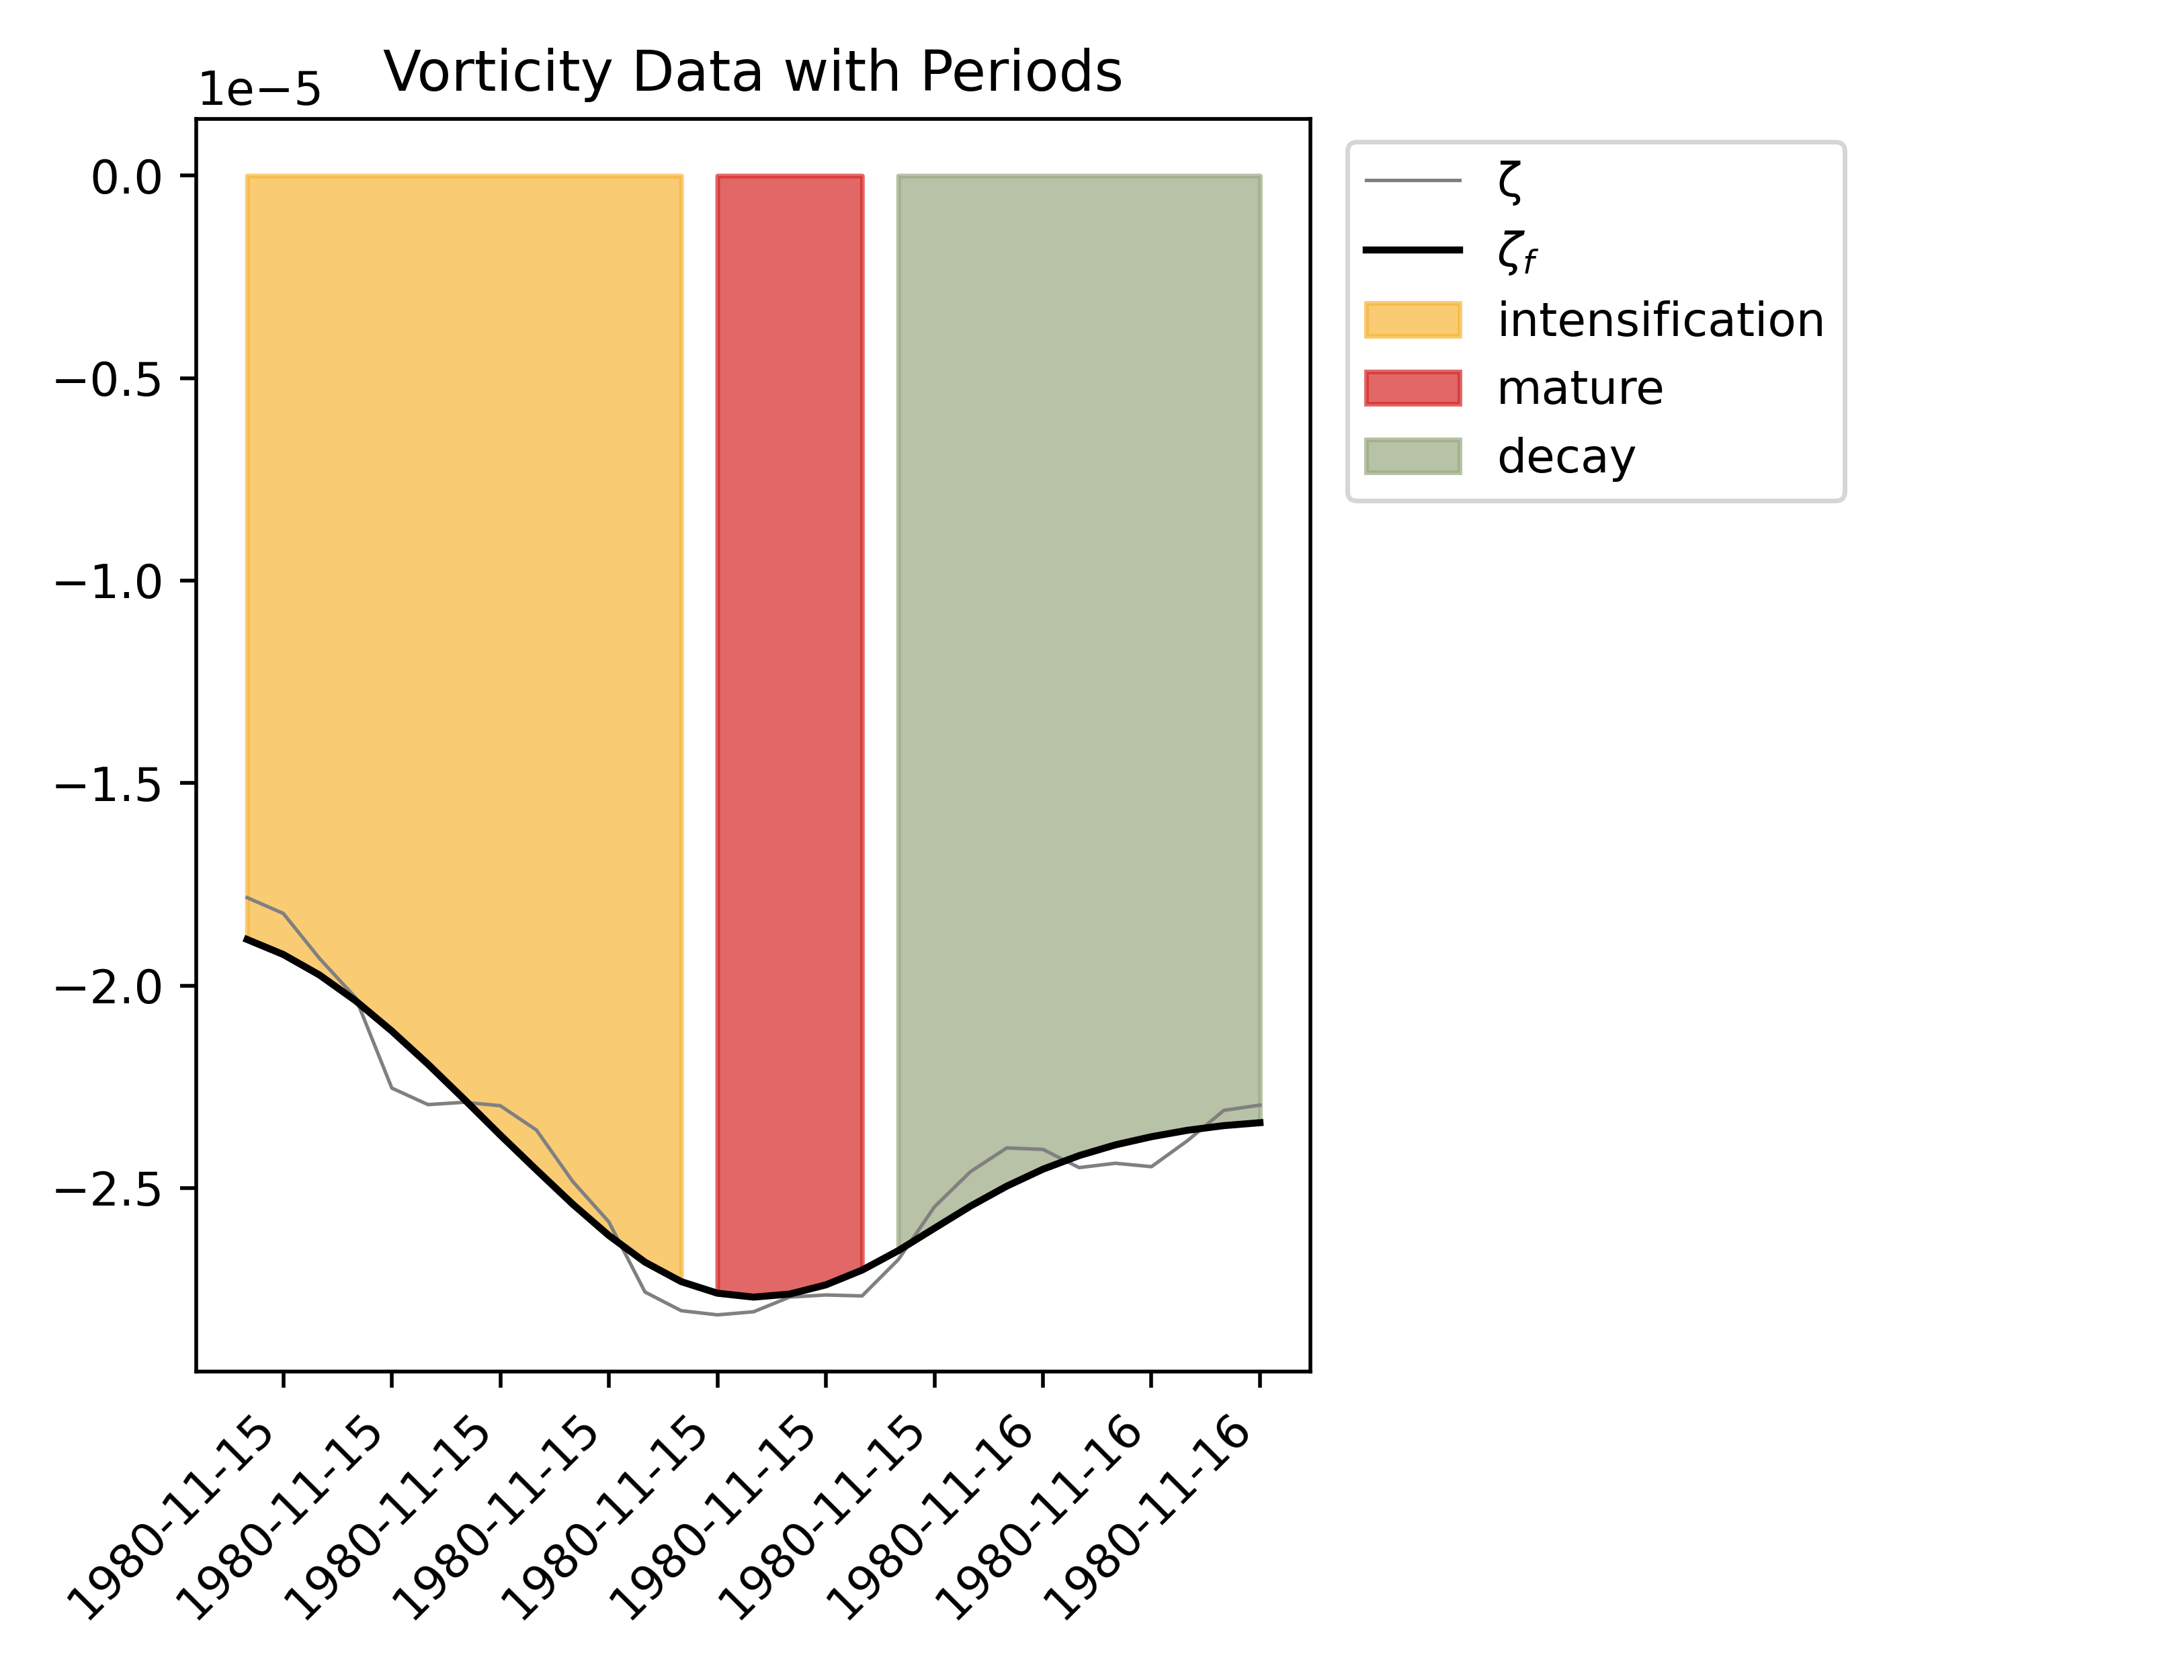 Vorticity Data with Periods
1e−5
0.0
−0.5
−1.0
−1.5
−2.0
−2.5
1980-11-15
1980-11-15
1980-11-15
1980-11-15
1980-11-15
1980-11-15
1980-11-15
1980-11-16
1980-11-16
1980-11-16
ζ
ζf
intensification
mature
decay